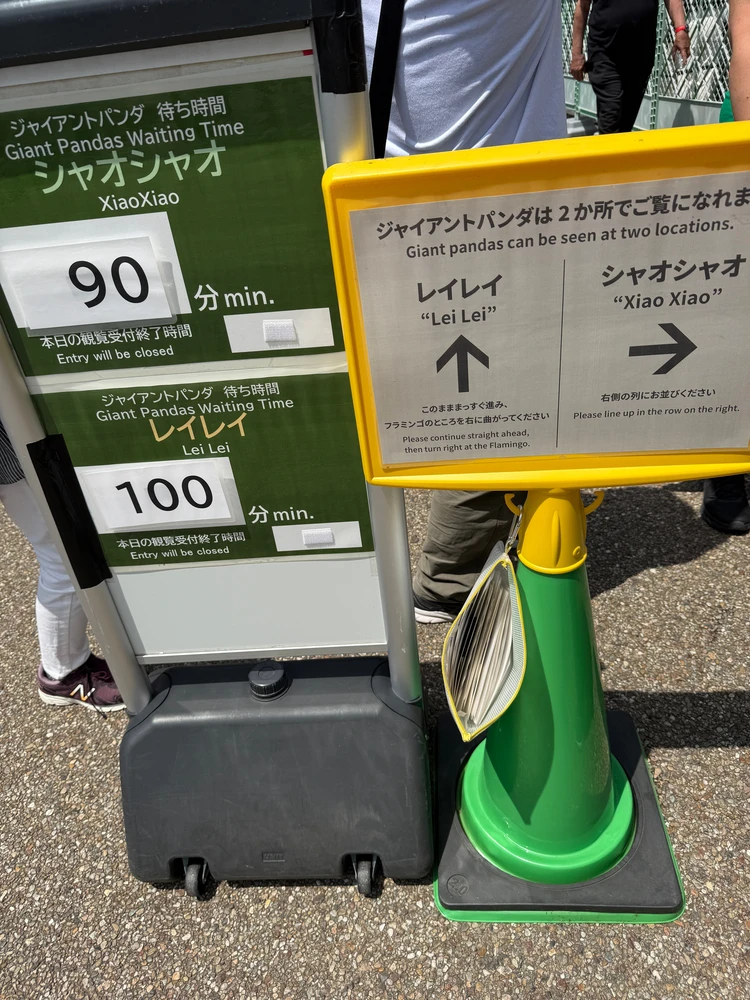 ジャイアントパンダ 待ち時間
Giant Pandas Waiting Time
シャオシャオ
XiaoXiao
90 分 min.
本日の観覧受付終了時間
Entry will be closed
ジャイアントパンダ 待ち時間
Giant Pandas Waiting Time
レイレイ
Lei Lei
100 分 min.
本日の観覧受付終了時間
Entry will be closed
ジャイアントパンダは2か所でご覧になれま
Giant pandas can be seen at two locations.
レイレイ
“Lei Lei”
このまままっすぐ進み、
フラミンゴのところを右に曲がってください
Please continue straight ahead,
then turn right at the Flamingo.
シャオシャオ
“Xiao Xiao”
右側の列にお並びください
Please line up in the row on the right.